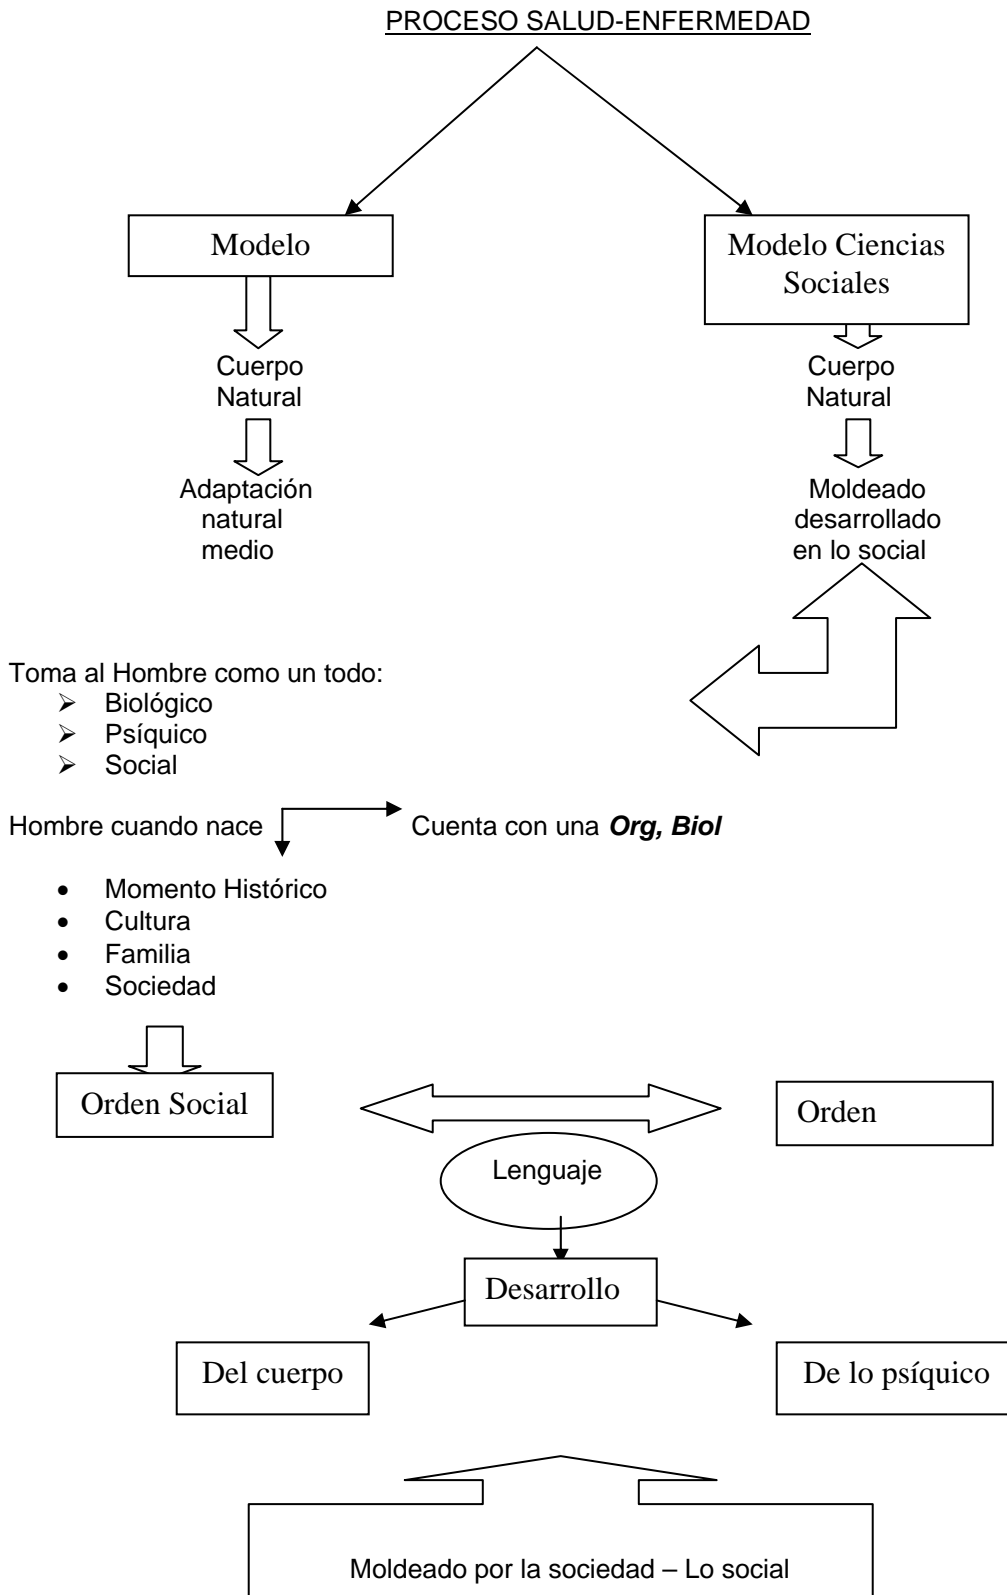 PROCESO SALUD-ENFERMEDAD
Modelo
Modelo Ciencias
Sociales
Cuerpo
Natural
Cuerpo
Natural
Adaptación
natural
medio
Moldeado
desarrollado
en lo social
Toma al Hombre como un todo:
➢ Biológico
➢ Psíquico
➢ Social
Hombre cuando nace
Cuenta con una Org, Biol
• Momento Histórico
• Cultura
• Familia
• Sociedad
Orden Social
Orden
Lenguaje
Desarrollo
Del cuerpo
De lo psíquico
Moldeado por la sociedad – Lo social